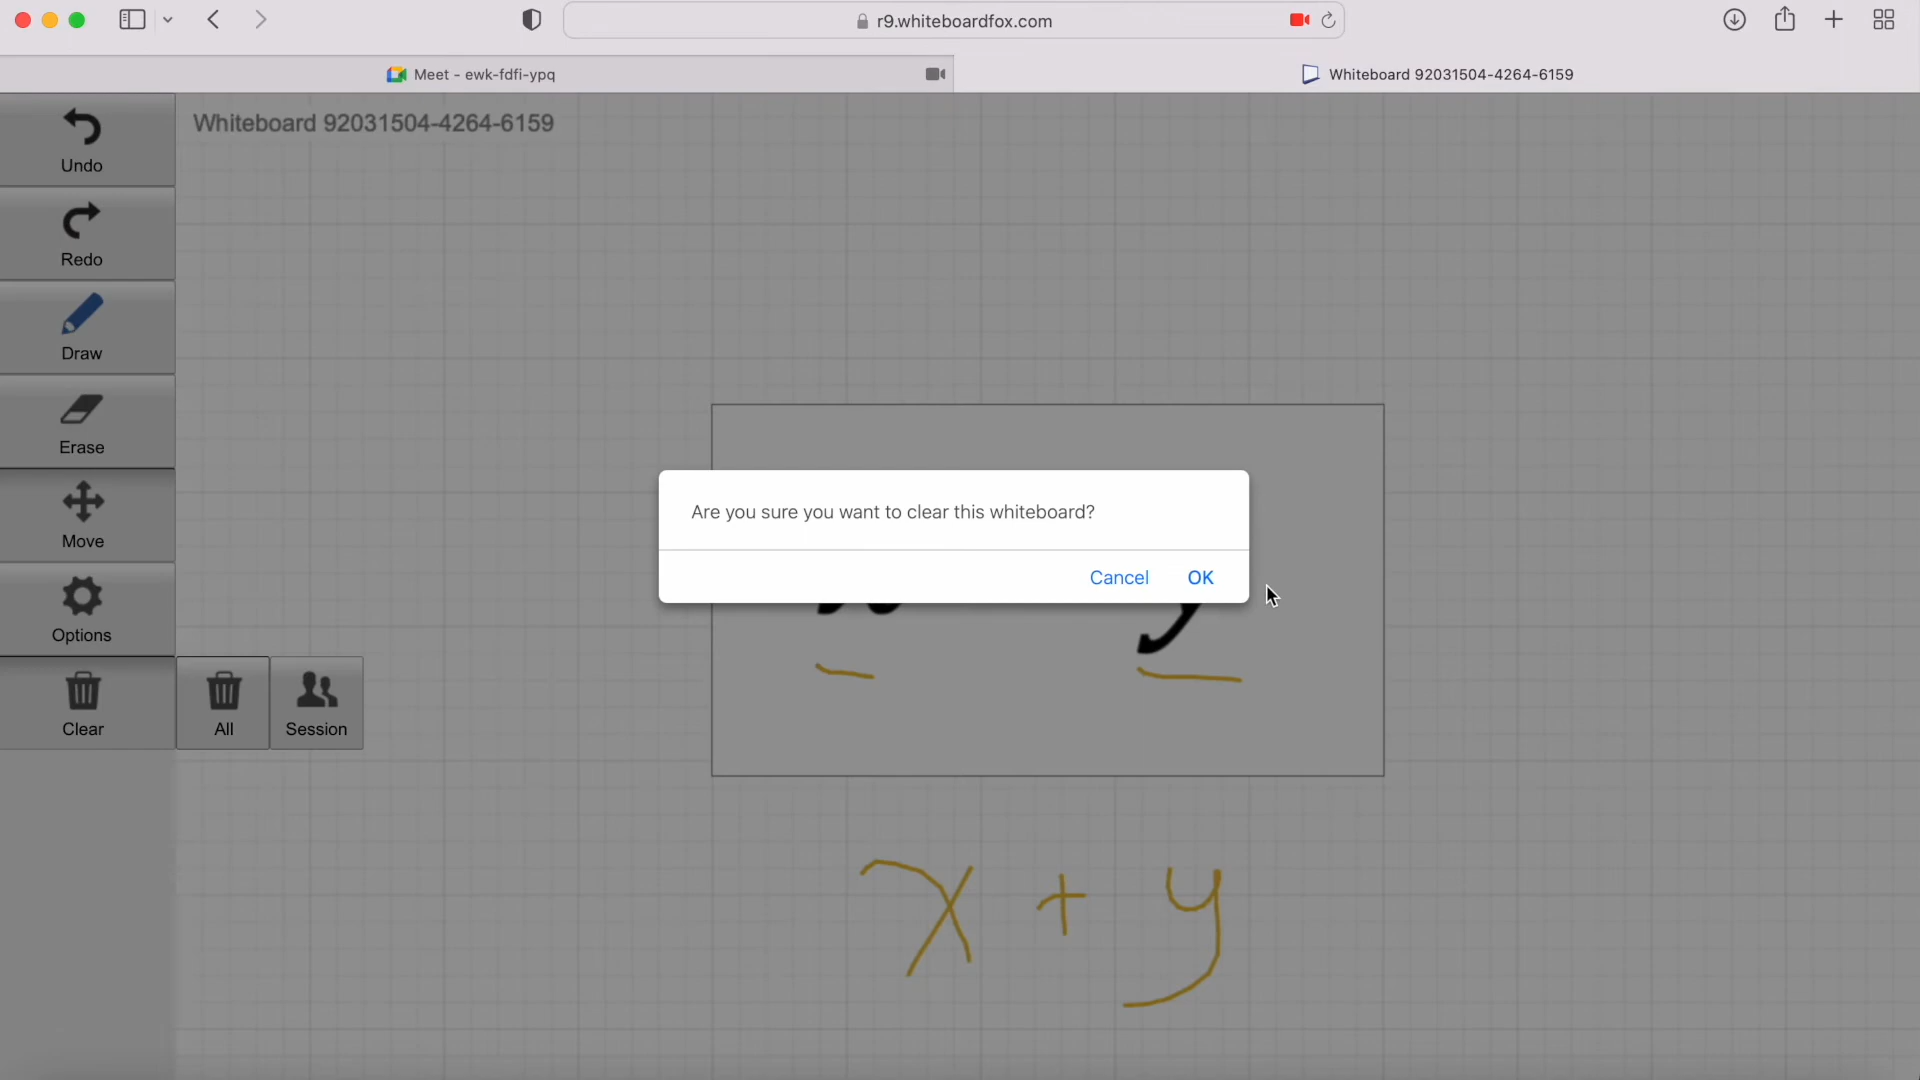 r9.whiteboardfox.com
Meet - ewk-fdfi-ypq
Whiteboard 92031504-4264-6159
Whiteboard 92031504-4264-6159
Undo
Redo
Draw
Erase
Move
Options
Clear
All
Session
Are you sure you want to clear this whiteboard?
Cancel OK
y
x + y